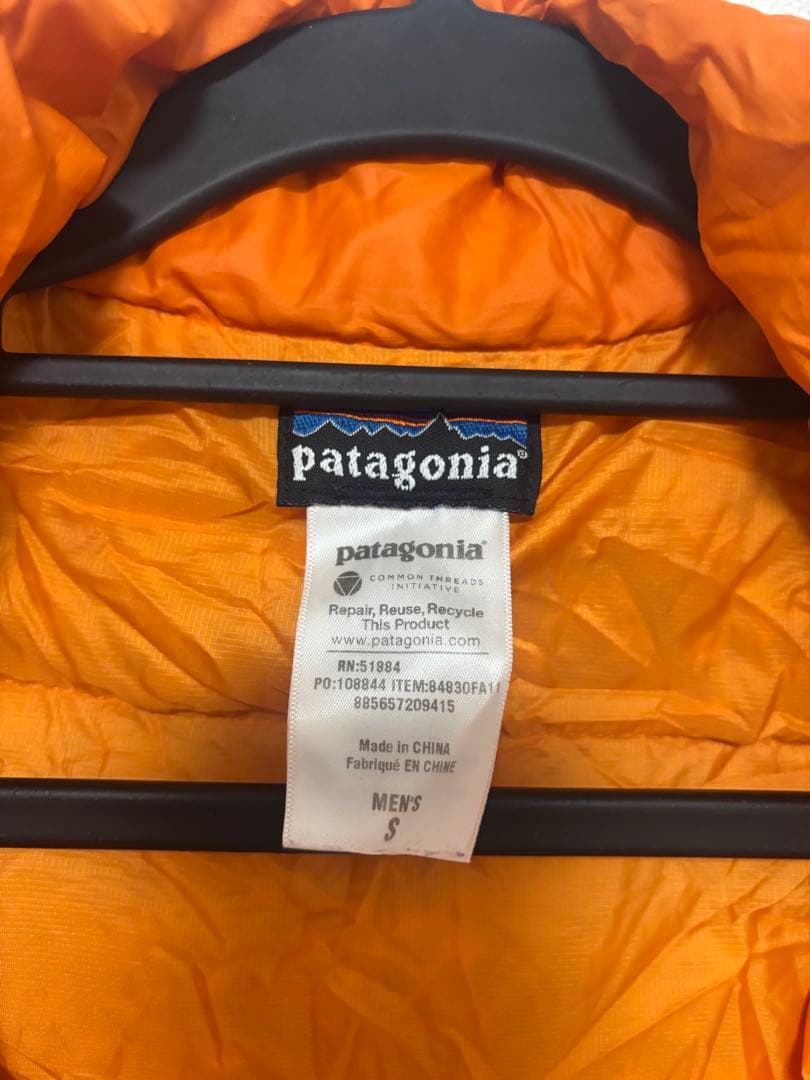 patagonia®
patagonia®
COMMON THREADS
INITIATIVE
Repair, Reuse, Recycle
This Product
www.patagonia.com
RN:51884
PO:108844 ITEM:84830FA11
885657209415
Made in CHINA
Fabriqué EN CHINE
MEN'S
S